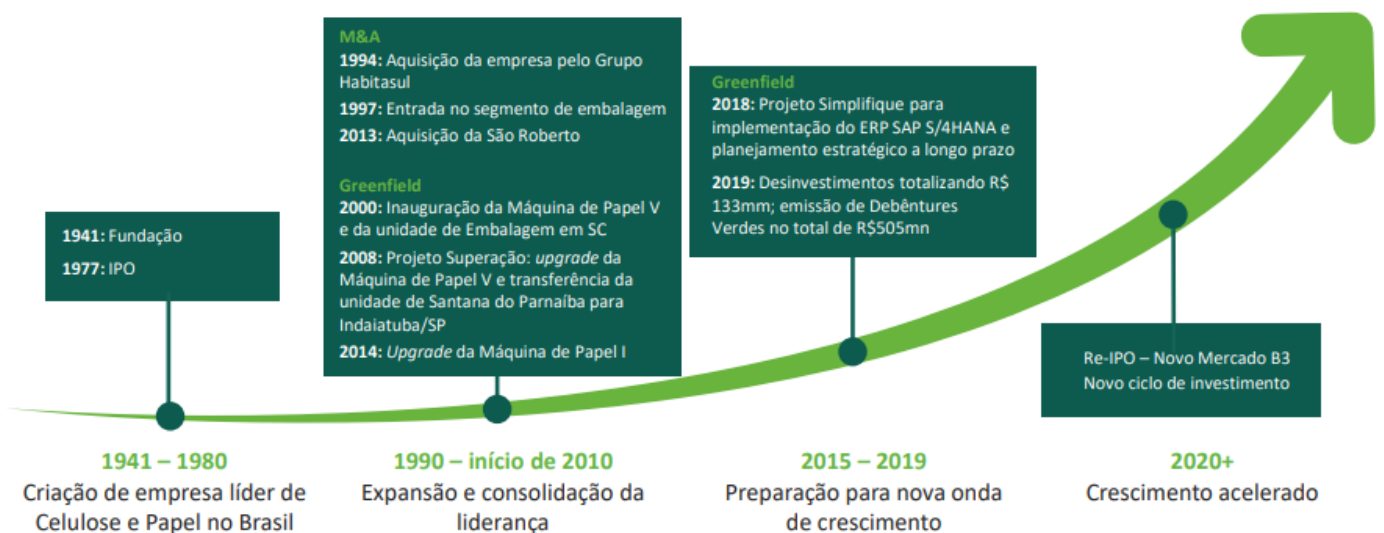 1941: Fundação
1977: IPO
1941 – 1980
Criação de empresa líder de
Celulose e Papel no Brasil
M&A
1994: Aquisição da empresa pelo Grupo
Habitasul
1997: Entrada no segmento de embalagem
2013: Aquisição da São Roberto
Greenfield
2000: Inauguração da Máquina de Papel V
e da unidade de Embalagem em SC
2008: Projeto Superação: upgrade da
Máquina de Papel V e transferência da
unidade de Santana do Parnaíba para
Indaiatuba/SP
2014: Upgrade da Máquina de Papel I
1990 – início de 2010
Expansão e consolidação da
liderança
Greenfield
2018: Projeto Simplifique para
implementação do ERP SAP S/4HANA e
planejamento estratégico a longo prazo
2019: Desinvestimentos totalizando R$
133mm; emissão de Debêntures
Verdes no total de R$505mn
2015 – 2019
Preparação para nova onda
de crescimento
Re-IPO – Novo Mercado B3
Novo ciclo de investimento
2020+
Crescimento acelerado